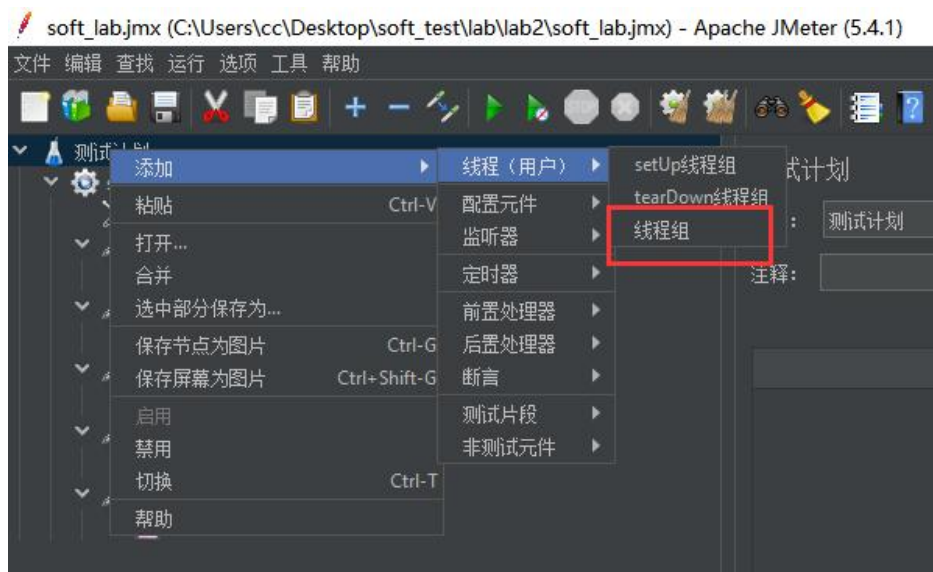 soft_lab.jmx (C:\Users\cc\Desktop\soft_test\lab\lab2\soft_lab.jmx) - Apache JMeter (5.4.1)
文件 编辑 查找 运行 选项 工具 帮助
测试计划
添加
粘贴 Ctrl-V
打开...
合并
选中部分保存为...
保存节点为图片 Ctrl-G
保存屏幕为图片 Ctrl+Shift-G
启用
禁用
切换 Ctrl-T
帮助
线程（用户）
配置元件
监听器
定时器
前置处理器
后置处理器
断言
测试片段
非测试元件
setUp线程组
tearDown线程组
线程组
式计划
: 测试计划
注释: